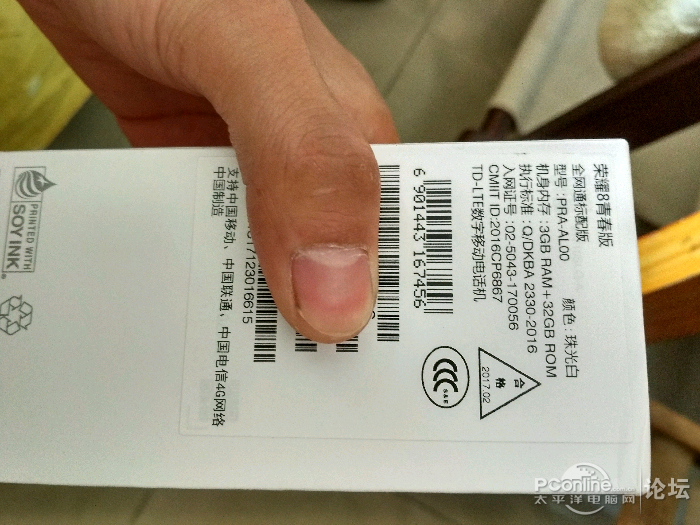 荣耀8青春版
全网通标配版
型号:PRA-AL00 颜色:珠光白
机身内存:3GB RAM+32GB ROM
执行标准:Q/DKBA 2330-2016
入网证号:02-5043-170056
CMIIT ID:2016CP6867
TD-LTE数字移动电话机
合格
2017.02
CCC
S&E
6 901443 167456
17123016615
支持中国移动、中国联通、中国电信4G网络
中国制造
PRINTED WITH
SOY INK
PConline
太平洋电脑网
论坛